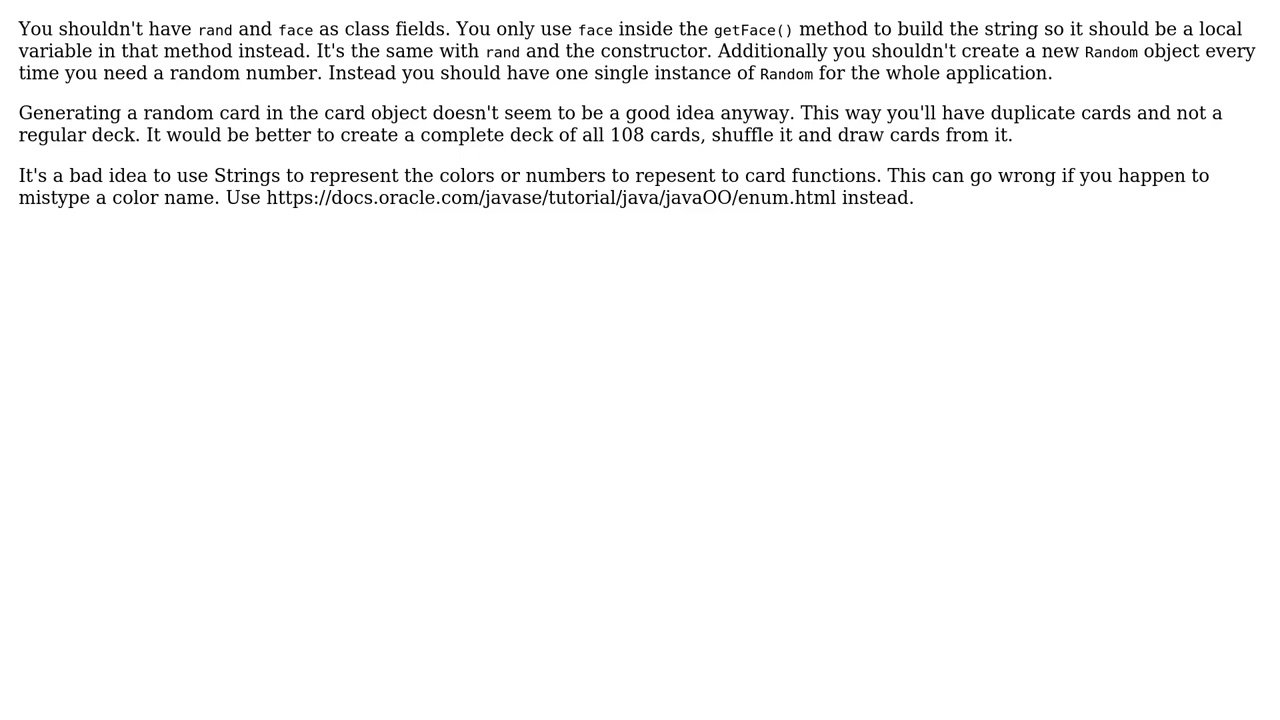 You shouldn't have rand and face as class fields. You only use face inside the getFace() method to build the string so it should be a local
variable in that method instead. It's the same with rand and the constructor. Additionally you shouldn't create a new Random object every
time you need a random number. Instead you should have one single instance of Random for the whole application.
Generating a random card in the card object doesn't seem to be a good idea anyway. This way you'll have duplicate cards and not a
regular deck. It would be better to create a complete deck of all 108 cards, shuffle it and draw cards from it.
It's a bad idea to use Strings to represent the colors or numbers to repesent to card functions. This can go wrong if you happen to
mistype a color name. Use https://docs.oracle.com/javase/tutorial/java/javaOO/enum.html instead.